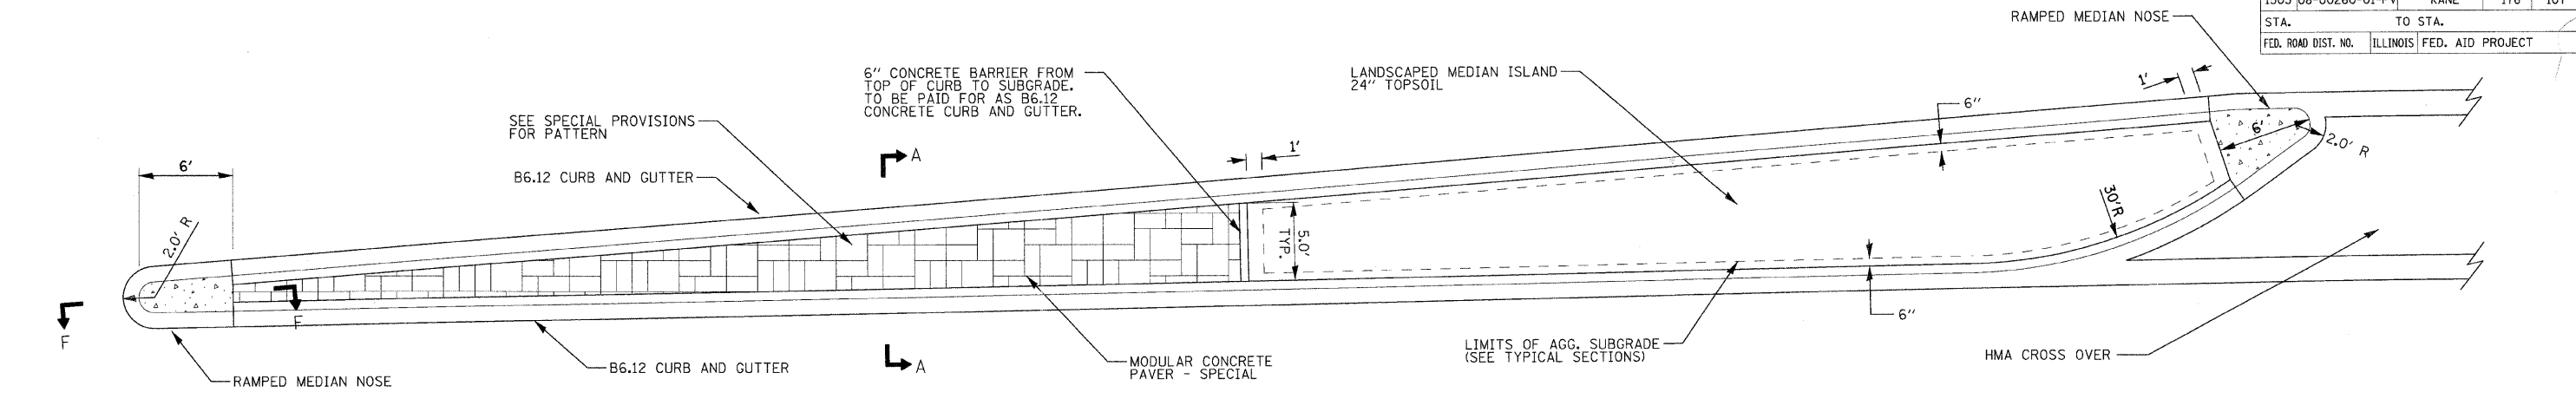 RAMPED MEDIAN NOSE
STA. TO STA.
FED. ROAD DIST. NO. ILLINOIS FED. AID PROJECT
6" CONCRETE BARRIER FROM
TOP OF CURB TO SUBGRADE.
TO BE PAID FOR AS B6.12
CONCRETE CURB AND GUTTER.
LANDSCAPED MEDIAN ISLAND
24" TOPSOIL
1'
6"
SEE SPECIAL PROVISIONS
FOR PATTERN
6'
2.0' R
A
1'
6'
B6.12 CURB AND GUTTER
30'R
2.0' R
5.0'
TYP.
F
F
6"
LIMITS OF AGG. SUBGRADE
(SEE TYPICAL SECTIONS)
HMA CROSS OVER
B6.12 CURB AND GUTTER
A
MODULAR CONCRETE
PAVER - SPECIAL
RAMPED MEDIAN NOSE